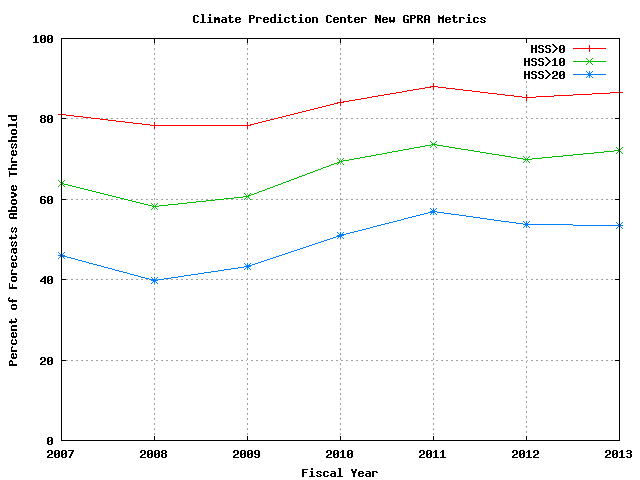 Climate Prediction Center New GPRA Metrics
HSS>0
HSS>10
HSS>20
Percent of Forecasts Above Threshold
100
80
60
40
20
0
2007 2008 2009 2010 2011 2012 2013
Fiscal Year